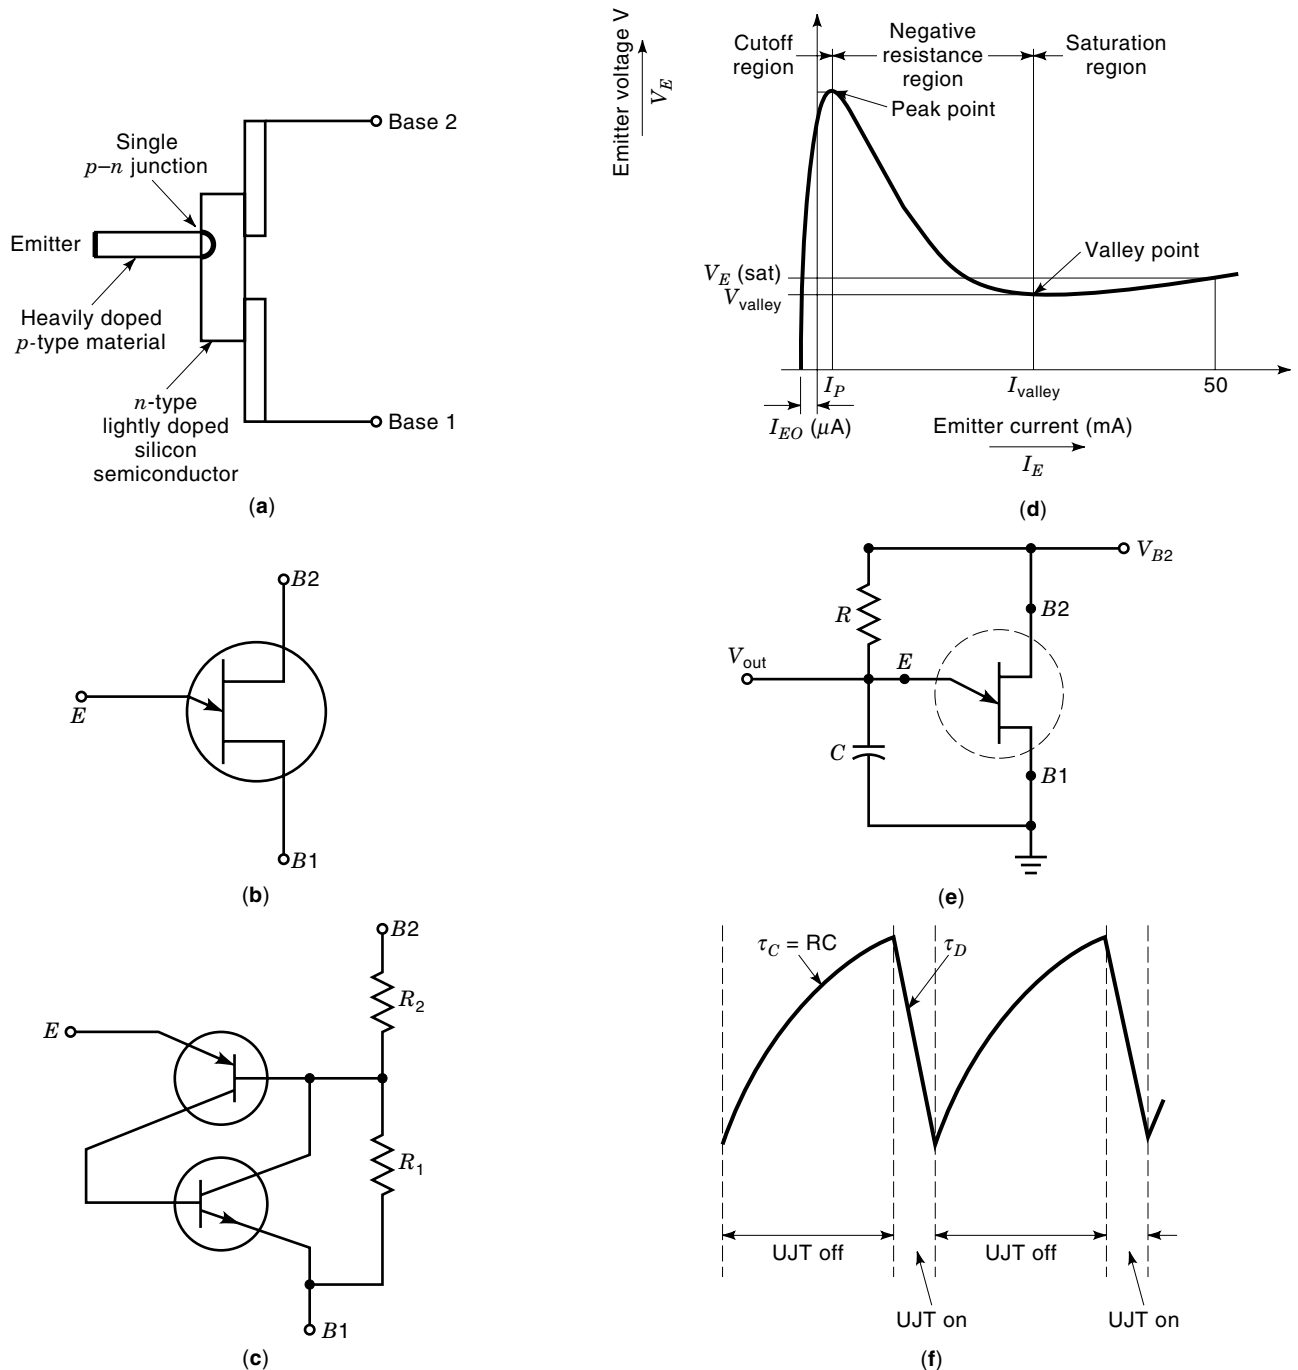 Single
p–n junction
Base 2
Emitter
Heavily doped
p-type material
n-type
lightly doped
silicon
semiconductor
Base 1
(a)
B2
E
B1
(b)
B2
R2
E
R1
B1
(c)
Emitter voltage V
VE
Cutoff
region
Negative
resistance
region
Saturation
region
Peak point
Valley point
VE (sat)
Vvalley
IP
Ivalley
50
IEO (μA)
Emitter current (mA)
IE
(d)
VB2
B2
R
Vout
E
C
B1
(e)
τC = RC
τD
UJT off
UJT off
UJT on
UJT on
(f)